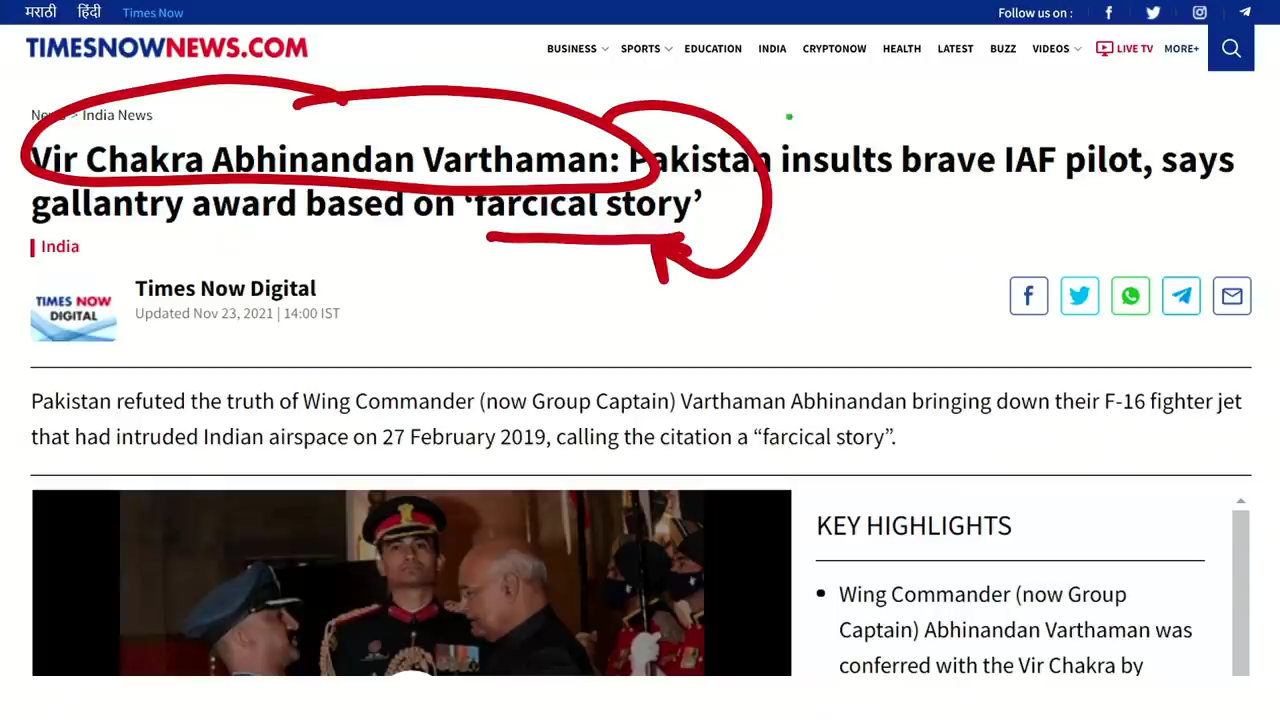 मराठी हिंदी Times Now Follow us on :
TIMESNOWNEWS.COM BUSINESS SPORTS EDUCATION INDIA CRYPTONOW HEALTH LATEST BUZZ VIDEOS LIVE TV MORE+
News > India News
Vir Chakra Abhinandan Varthaman: Pakistan insults brave IAF pilot, says
gallantry award based on ‘farcical story’
India
Times Now Digital
Updated Nov 23, 2021 | 14:00 IST
TIMES NOW
DIGITAL
Pakistan refuted the truth of Wing Commander (now Group Captain) Varthaman Abhinandan bringing down their F-16 fighter jet
that had intruded Indian airspace on 27 February 2019, calling the citation a “farcical story”.
KEY HIGHLIGHTS
Wing Commander (now Group
Captain) Abhinandan Varthaman was
conferred with the Vir Chakra by